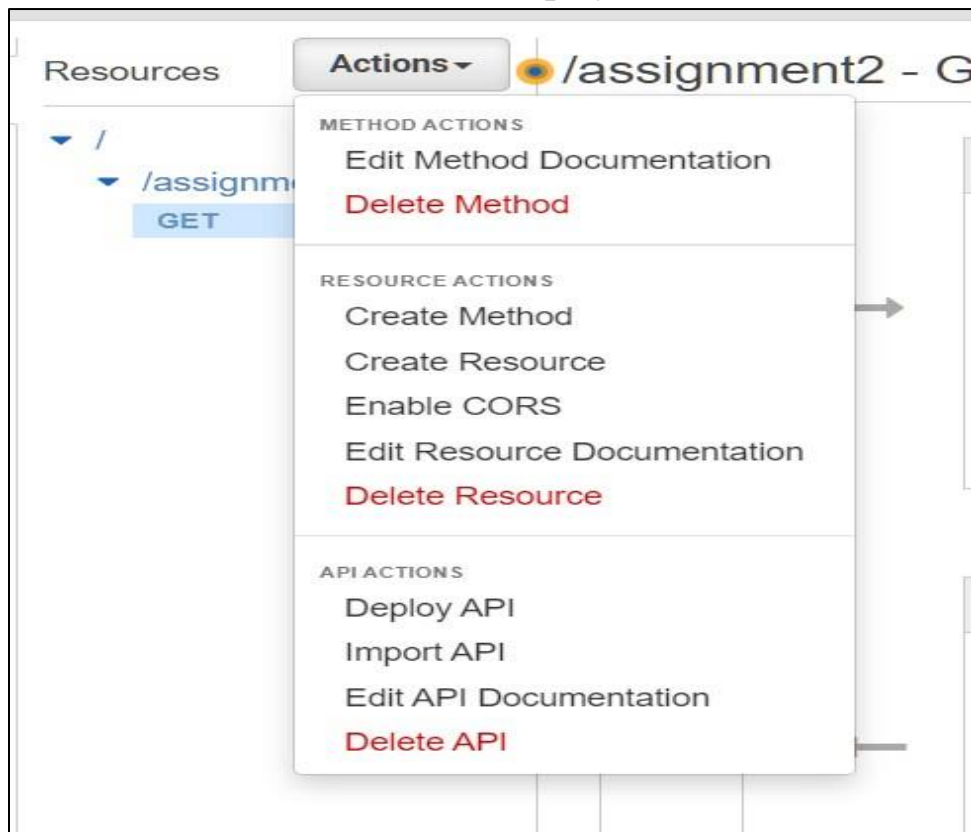 Resources
Actions
/assignment2 - G
/
/assignm
GET
METHOD ACTIONS
Edit Method Documentation
Delete Method
RESOURCE ACTIONS
Create Method
Create Resource
Enable CORS
Edit Resource Documentation
Delete Resource
API ACTIONS
Deploy API
Import API
Edit API Documentation
Delete API